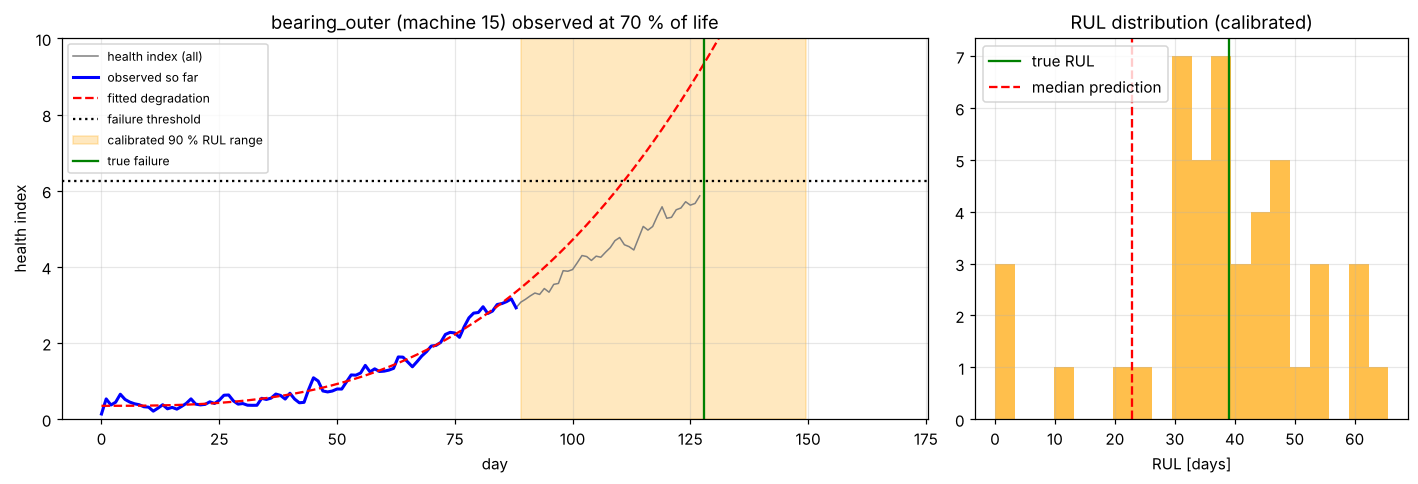 bearing_outer (machine 15) observed at 70 % of life
10
8
6
4
2
0
health index
health index (all)
observed so far
fitted degradation
failure threshold
calibrated 90 % RUL range
true failure
0
25
50
75
100
125
150
175
day
RUL distribution (calibrated)
7
6
5
4
3
2
1
0
true RUL
median prediction
0
10
20
30
40
50
60
RUL [days]